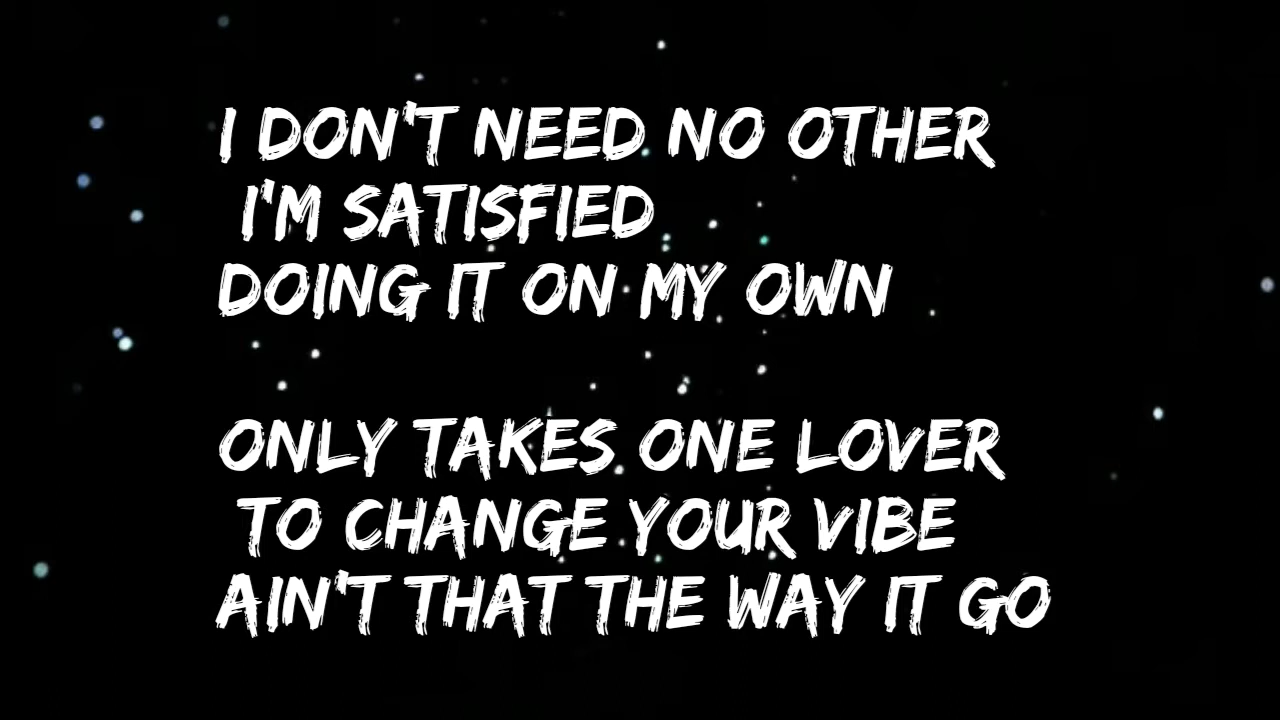 I DON'T NEED NO OTHER
I'M SATISFIED
DOING IT ON MY OWN
ONLY TAKES ONE LOVER
TO CHANGE YOUR VIBE
AIN'T THAT THE WAY IT GO